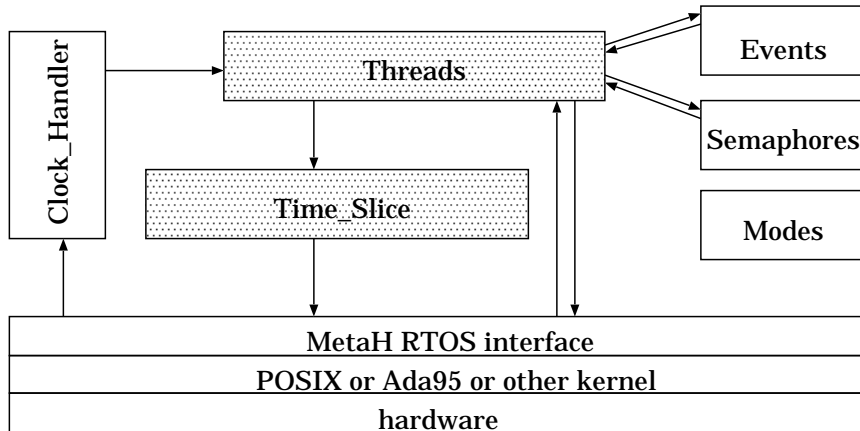 Clock_Handler
Threads
Events
Semaphores
Time_Slice
Modes
MetaH RTOS interface
POSIX or Ada95 or other kernel
hardware